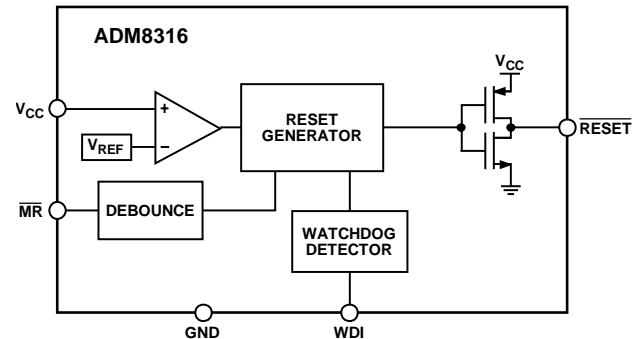 ADM8316
VCC
VCC
+
RESET
GENERATOR
RESET
VREF
−
MR
DEBOUNCE
WATCHDOG
DETECTOR
GND
WDI